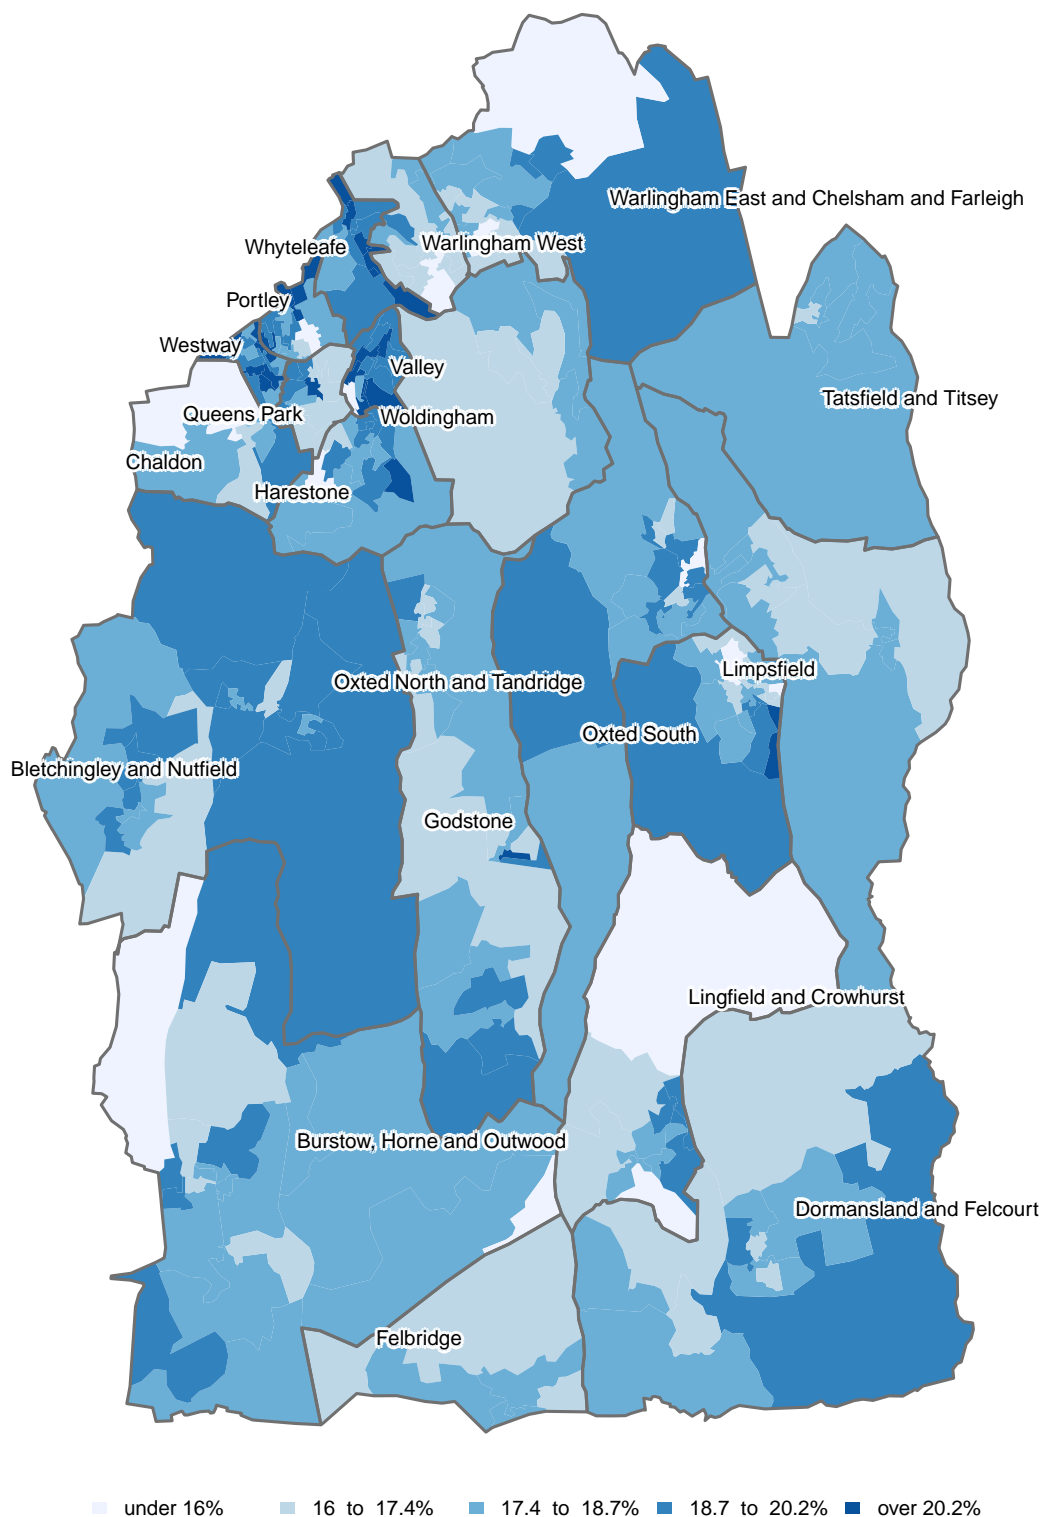 Warlingham East and Chelsham and Farleigh
Warlingham West
Whyteleafe
Portley
Westway
Valley
Tatsfield and Titsey
Queens Park
Woldingham
Chaldon
Harestone
Limpsfield
Oxted North and Tandridge
Oxted South
Bletchingley and Nutfield
Godstone
Lingfield and Crowhurst
Burstow, Horne and Outwood
Dormansland and Felcourt
Felbridge
under 16% 16 to 17.4% 17.4 to 18.7% 18.7 to 20.2% over 20.2%